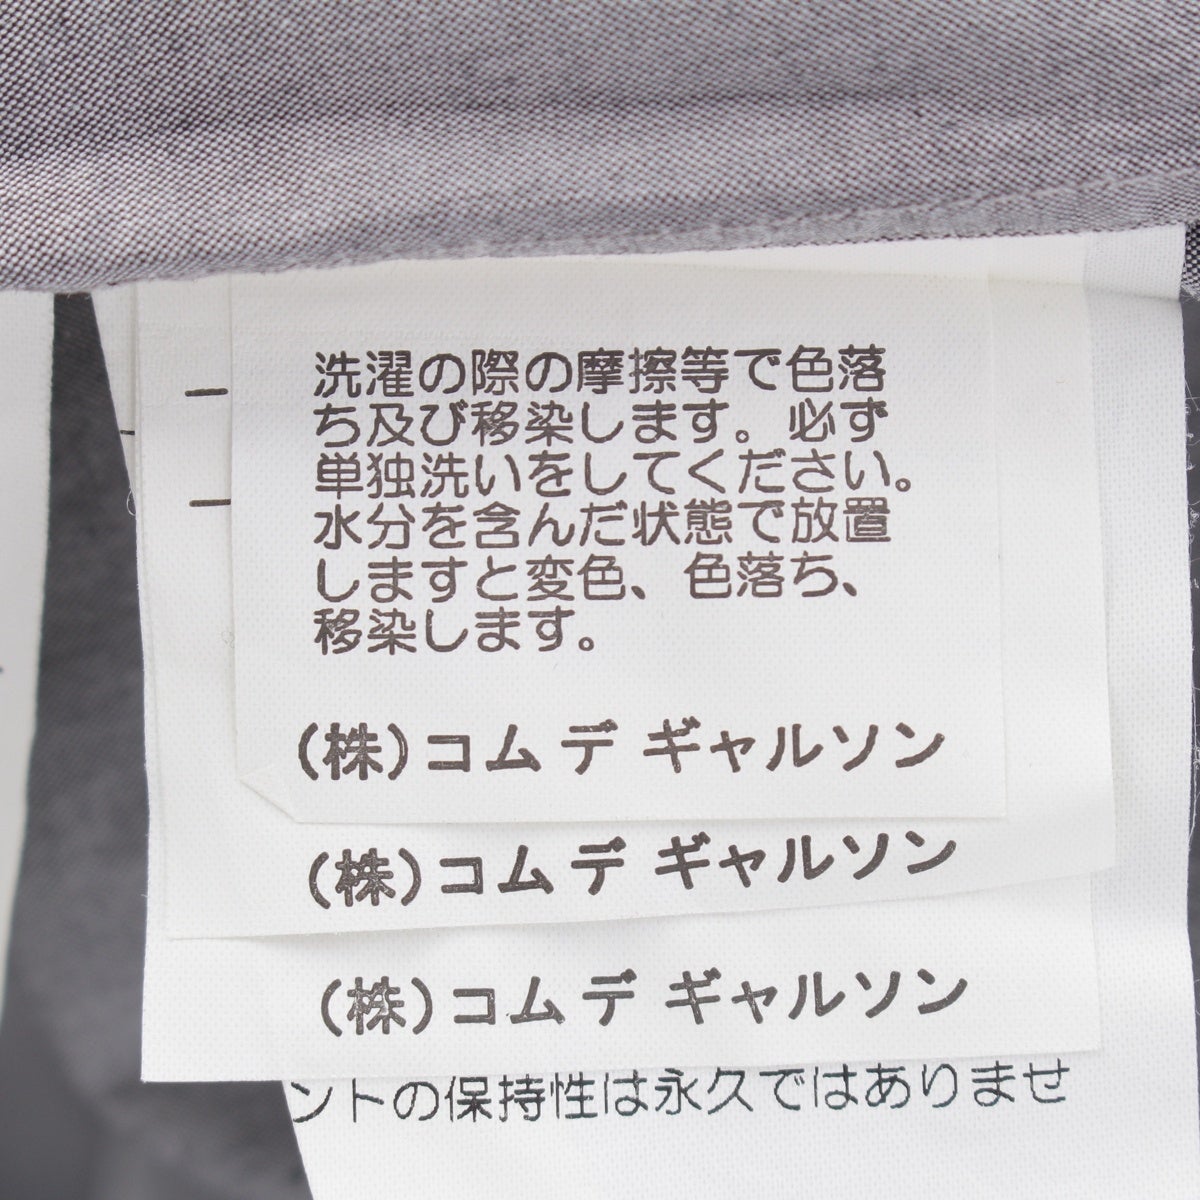 洗濯の際の摩擦等で色落
ち及び移染します。必ず
単独洗いをしてください。
水分を含んだ状態で放置
しますと変色、色落ち、
移染します。
(株)コム デ ギャルソン
(株)コム デ ギャルソン
(株)コム デ ギャルソン
ントの保持性は永久ではありませ